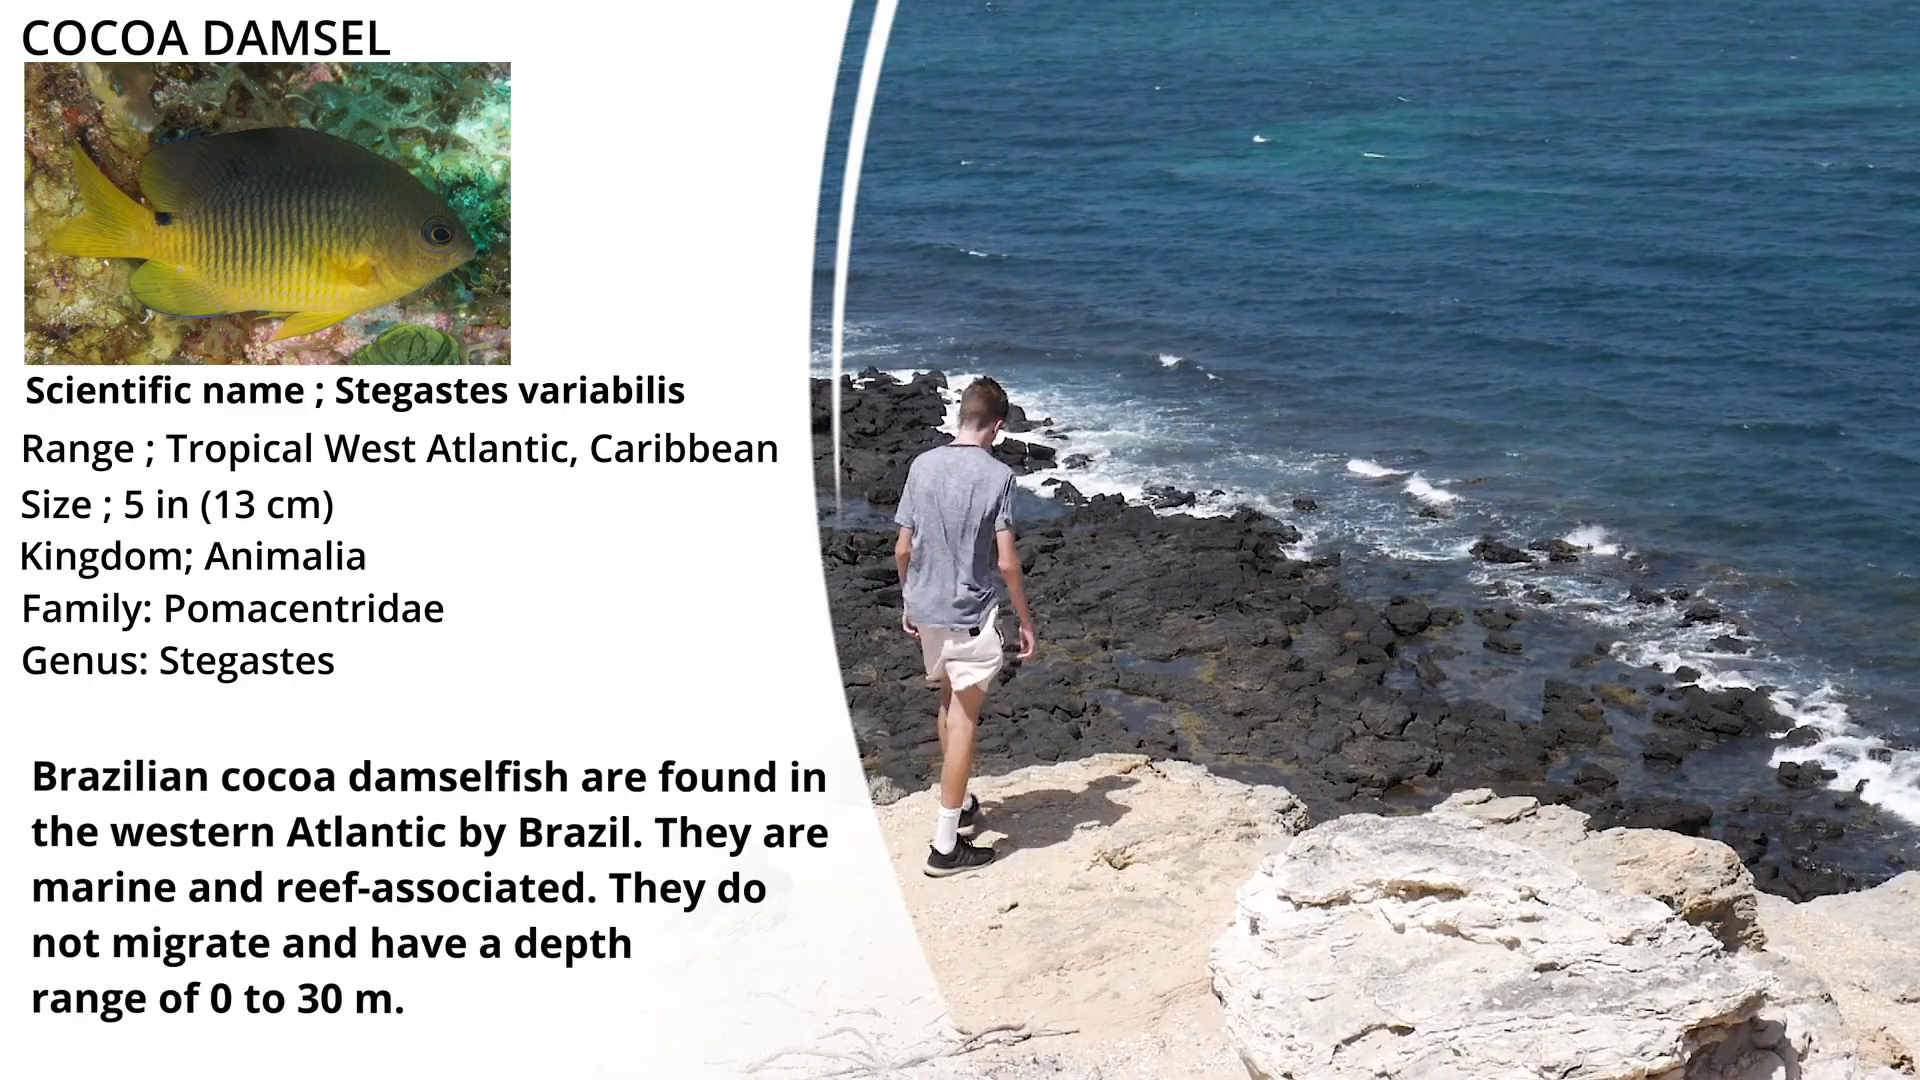 COCOA DAMSEL
Scientific name ; Stegastes variabilis
Range ; Tropical West Atlantic, Caribbean
Size ; 5 in (13 cm)
Kingdom; Animalia
Family: Pomacentridae
Genus: Stegastes
Brazilian cocoa damselfish are found in
the western Atlantic by Brazil. They are
marine and reef-associated. They do
not migrate and have a depth
range of 0 to 30 m.